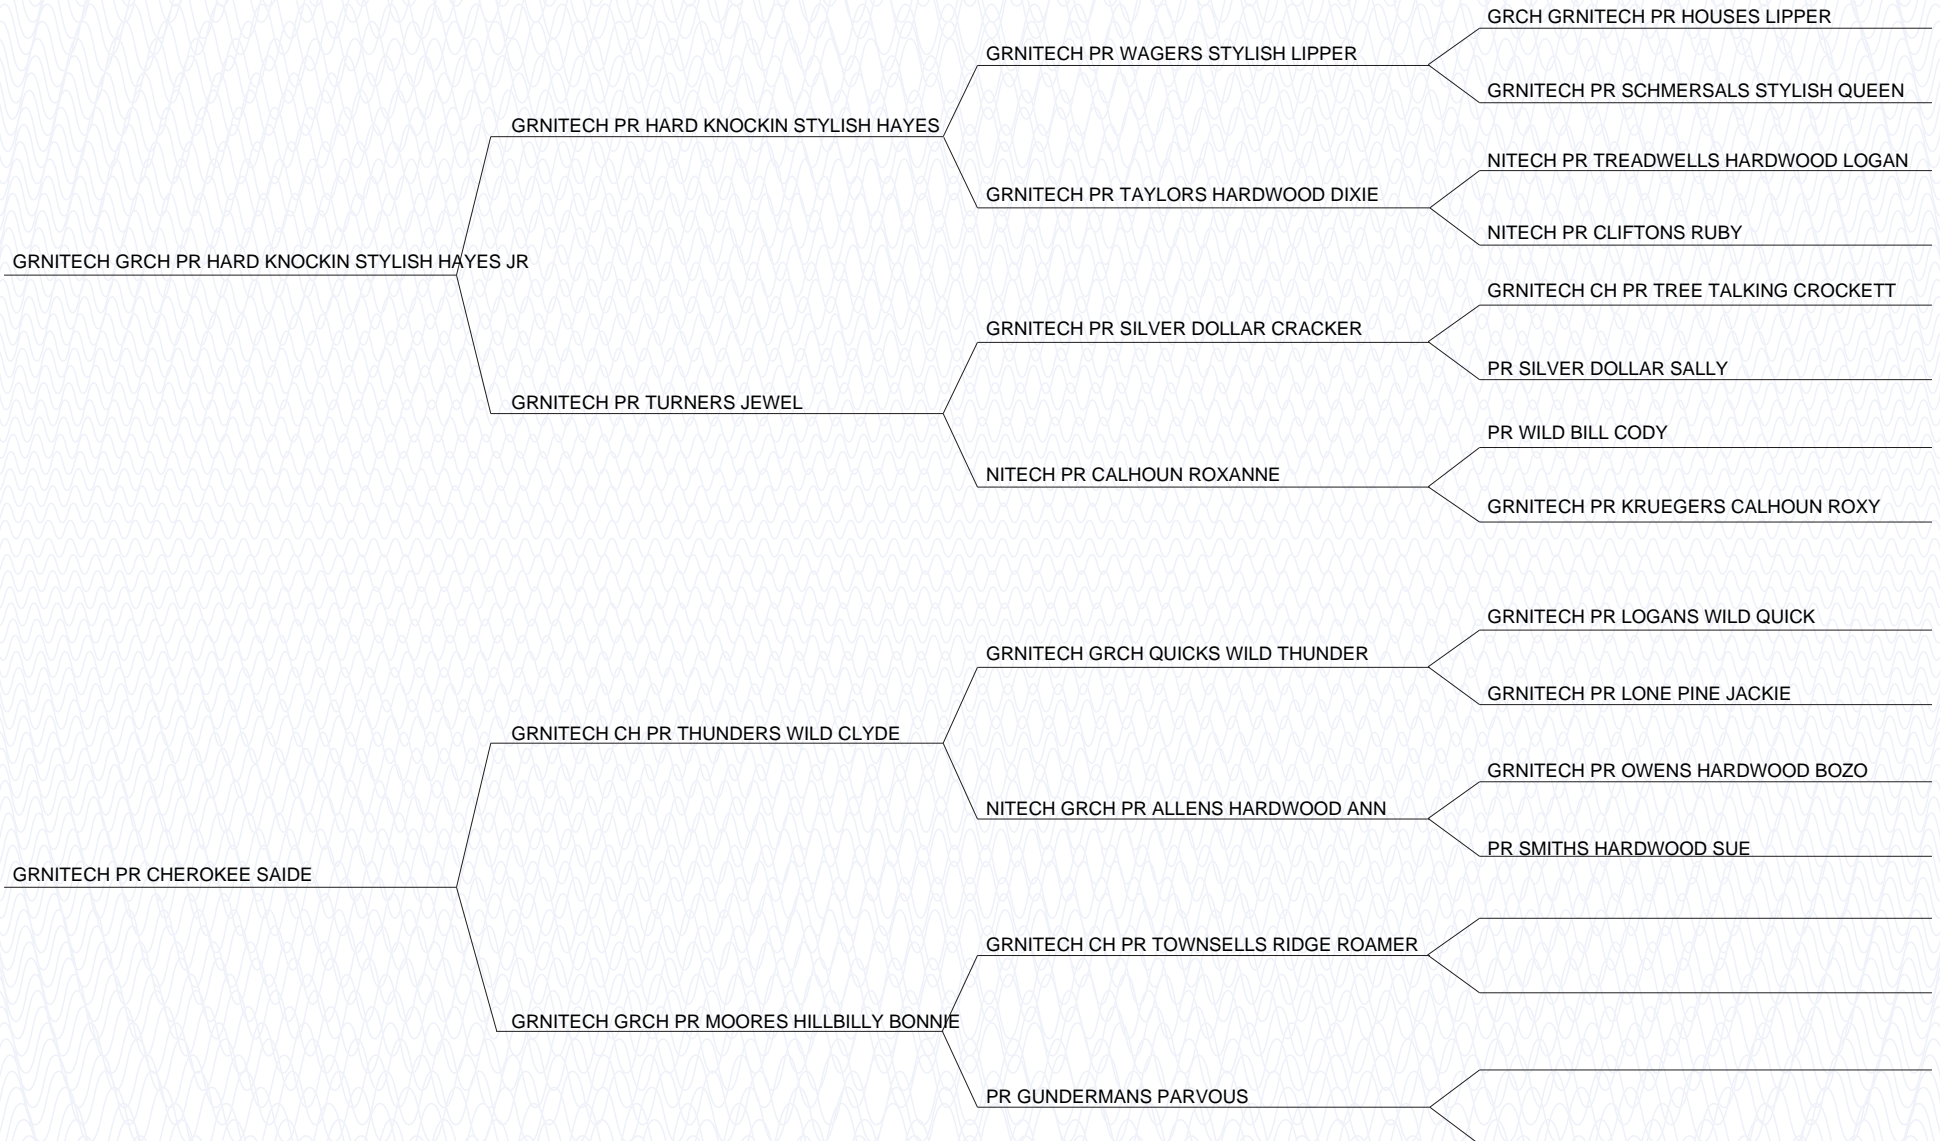 GRCH GRNITECH PR HOUSES LIPPER
GRNITECH PR WAGERS STYLISH LIPPER
GRNITECH PR SCHMERSALS STYLISH QUEEN
GRNITECH PR HARD KNOCKIN STYLISH HAYES
NITECH PR TREADWELLS HARDWOOD LOGAN
GRNITECH PR TAYLORS HARDWOOD DIXIE
NITECH PR CLIFTONS RUBY
GRNITECH GRCH PR HARD KNOCKIN STYLISH HAYES JR
GRNITECH CH PR TREE TALKING CROCKETT
GRNITECH PR SILVER DOLLAR CRACKER
PR SILVER DOLLAR SALLY
GRNITECH PR TURNERS JEWEL
PR WILD BILL CODY
NITECH PR CALHOUN ROXANNE
GRNITECH PR KRUEGERS CALHOUN ROXY
GRNITECH PR LOGANS WILD QUICK
GRNITECH GRCH QUICKS WILD THUNDER
GRNITECH PR LONE PINE JACKIE
GRNITECH CH PR THUNDERS WILD CLYDE
GRNITECH PR OWENS HARDWOOD BOZO
NITECH GRCH PR ALLENS HARDWOOD ANN
PR SMITHS HARDWOOD SUE
GRNITECH PR CHEROKEE SAIDE
GRNITECH CH PR TOWNSELLS RIDGE ROAMER
GRNITECH GRCH PR MOORES HILLBILLY BONNIE
PR GUNDERMANS PARVOUS